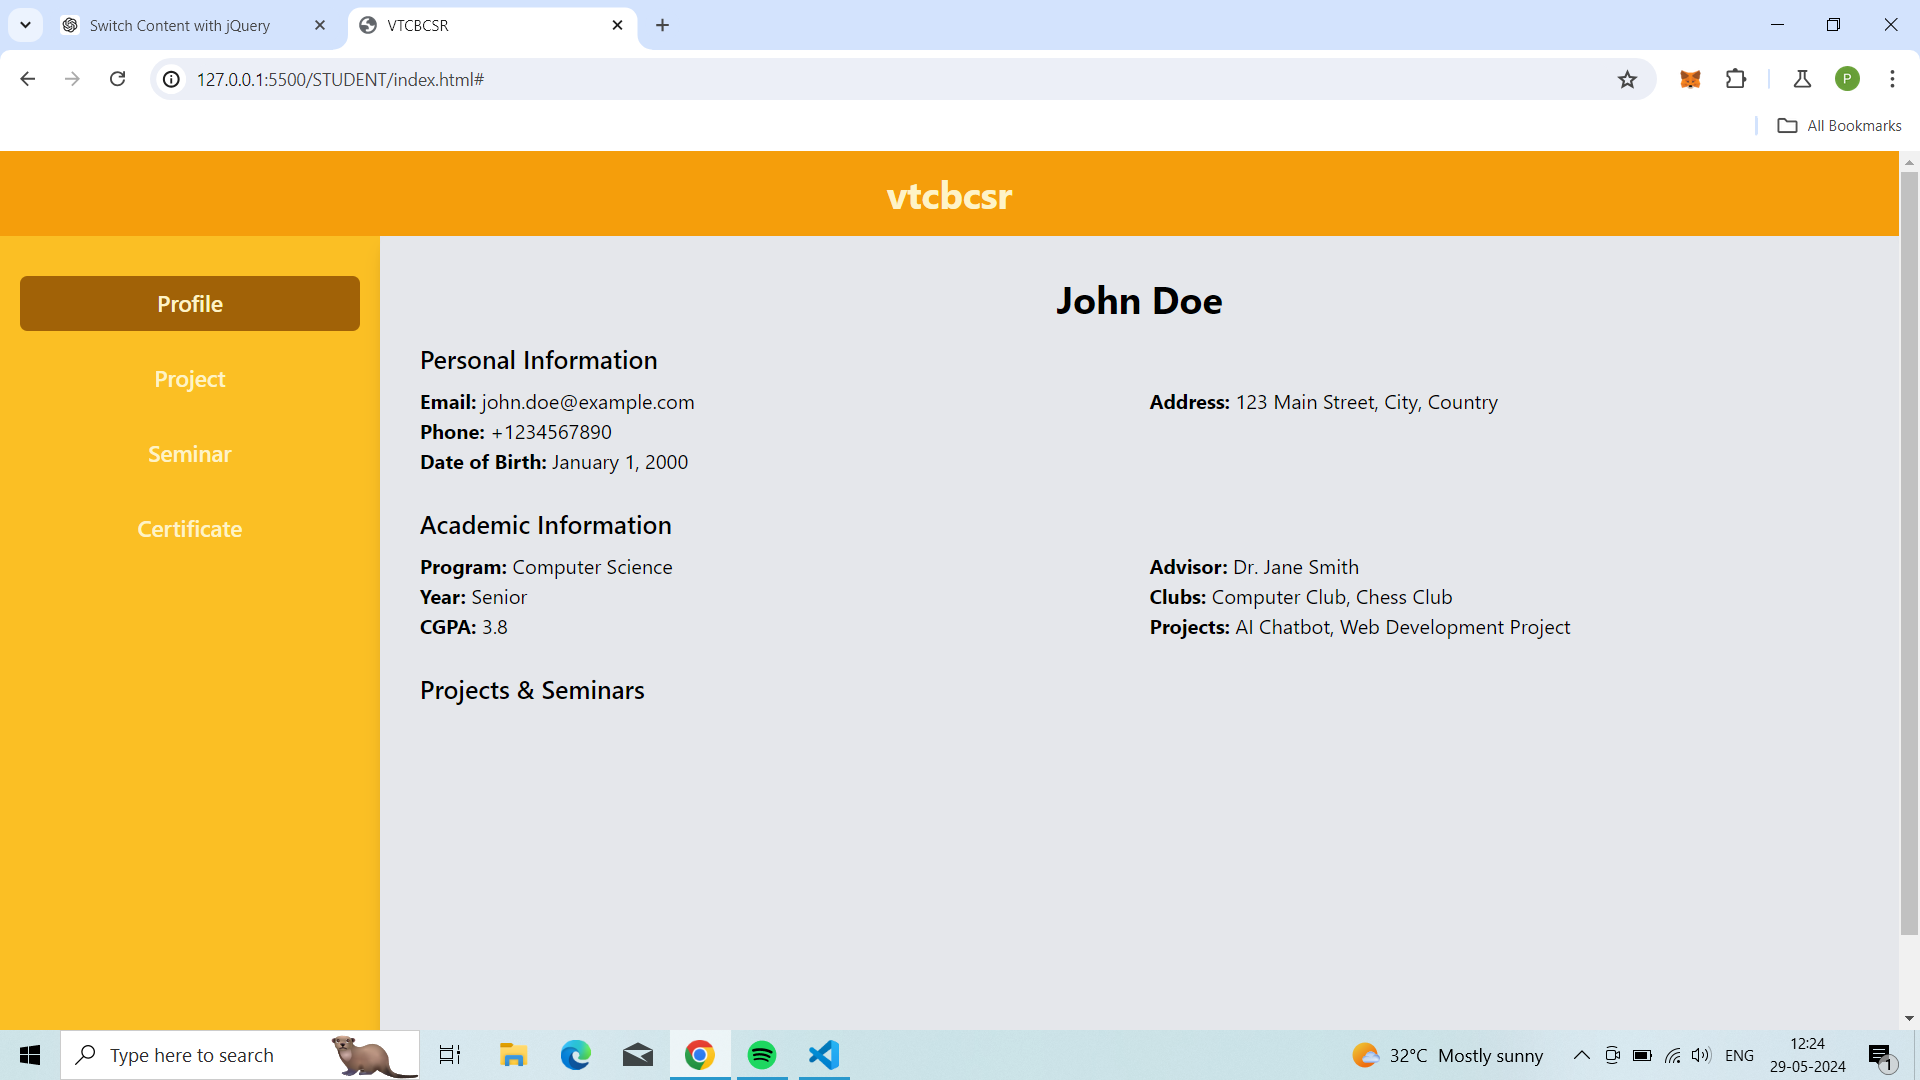 Switch Content with jQuery
VTCBCSR
127.0.0.1:5500/STUDENT/index.html#
P
All Bookmarks
vtcbcsr
Profile
Project
Seminar
Certificate
John Doe
Personal Information
Email: john.doe@example.com
Address: 123 Main Street, City, Country
Phone: +1234567890
Date of Birth: January 1, 2000
Academic Information
Program: Computer Science
Advisor: Dr. Jane Smith
Year: Senior
Clubs: Computer Club, Chess Club
CGPA: 3.8
Projects: AI Chatbot, Web Development Project
Projects & Seminars
Type here to search
32°C Mostly sunny
ENG
12:24
29-05-2024
1